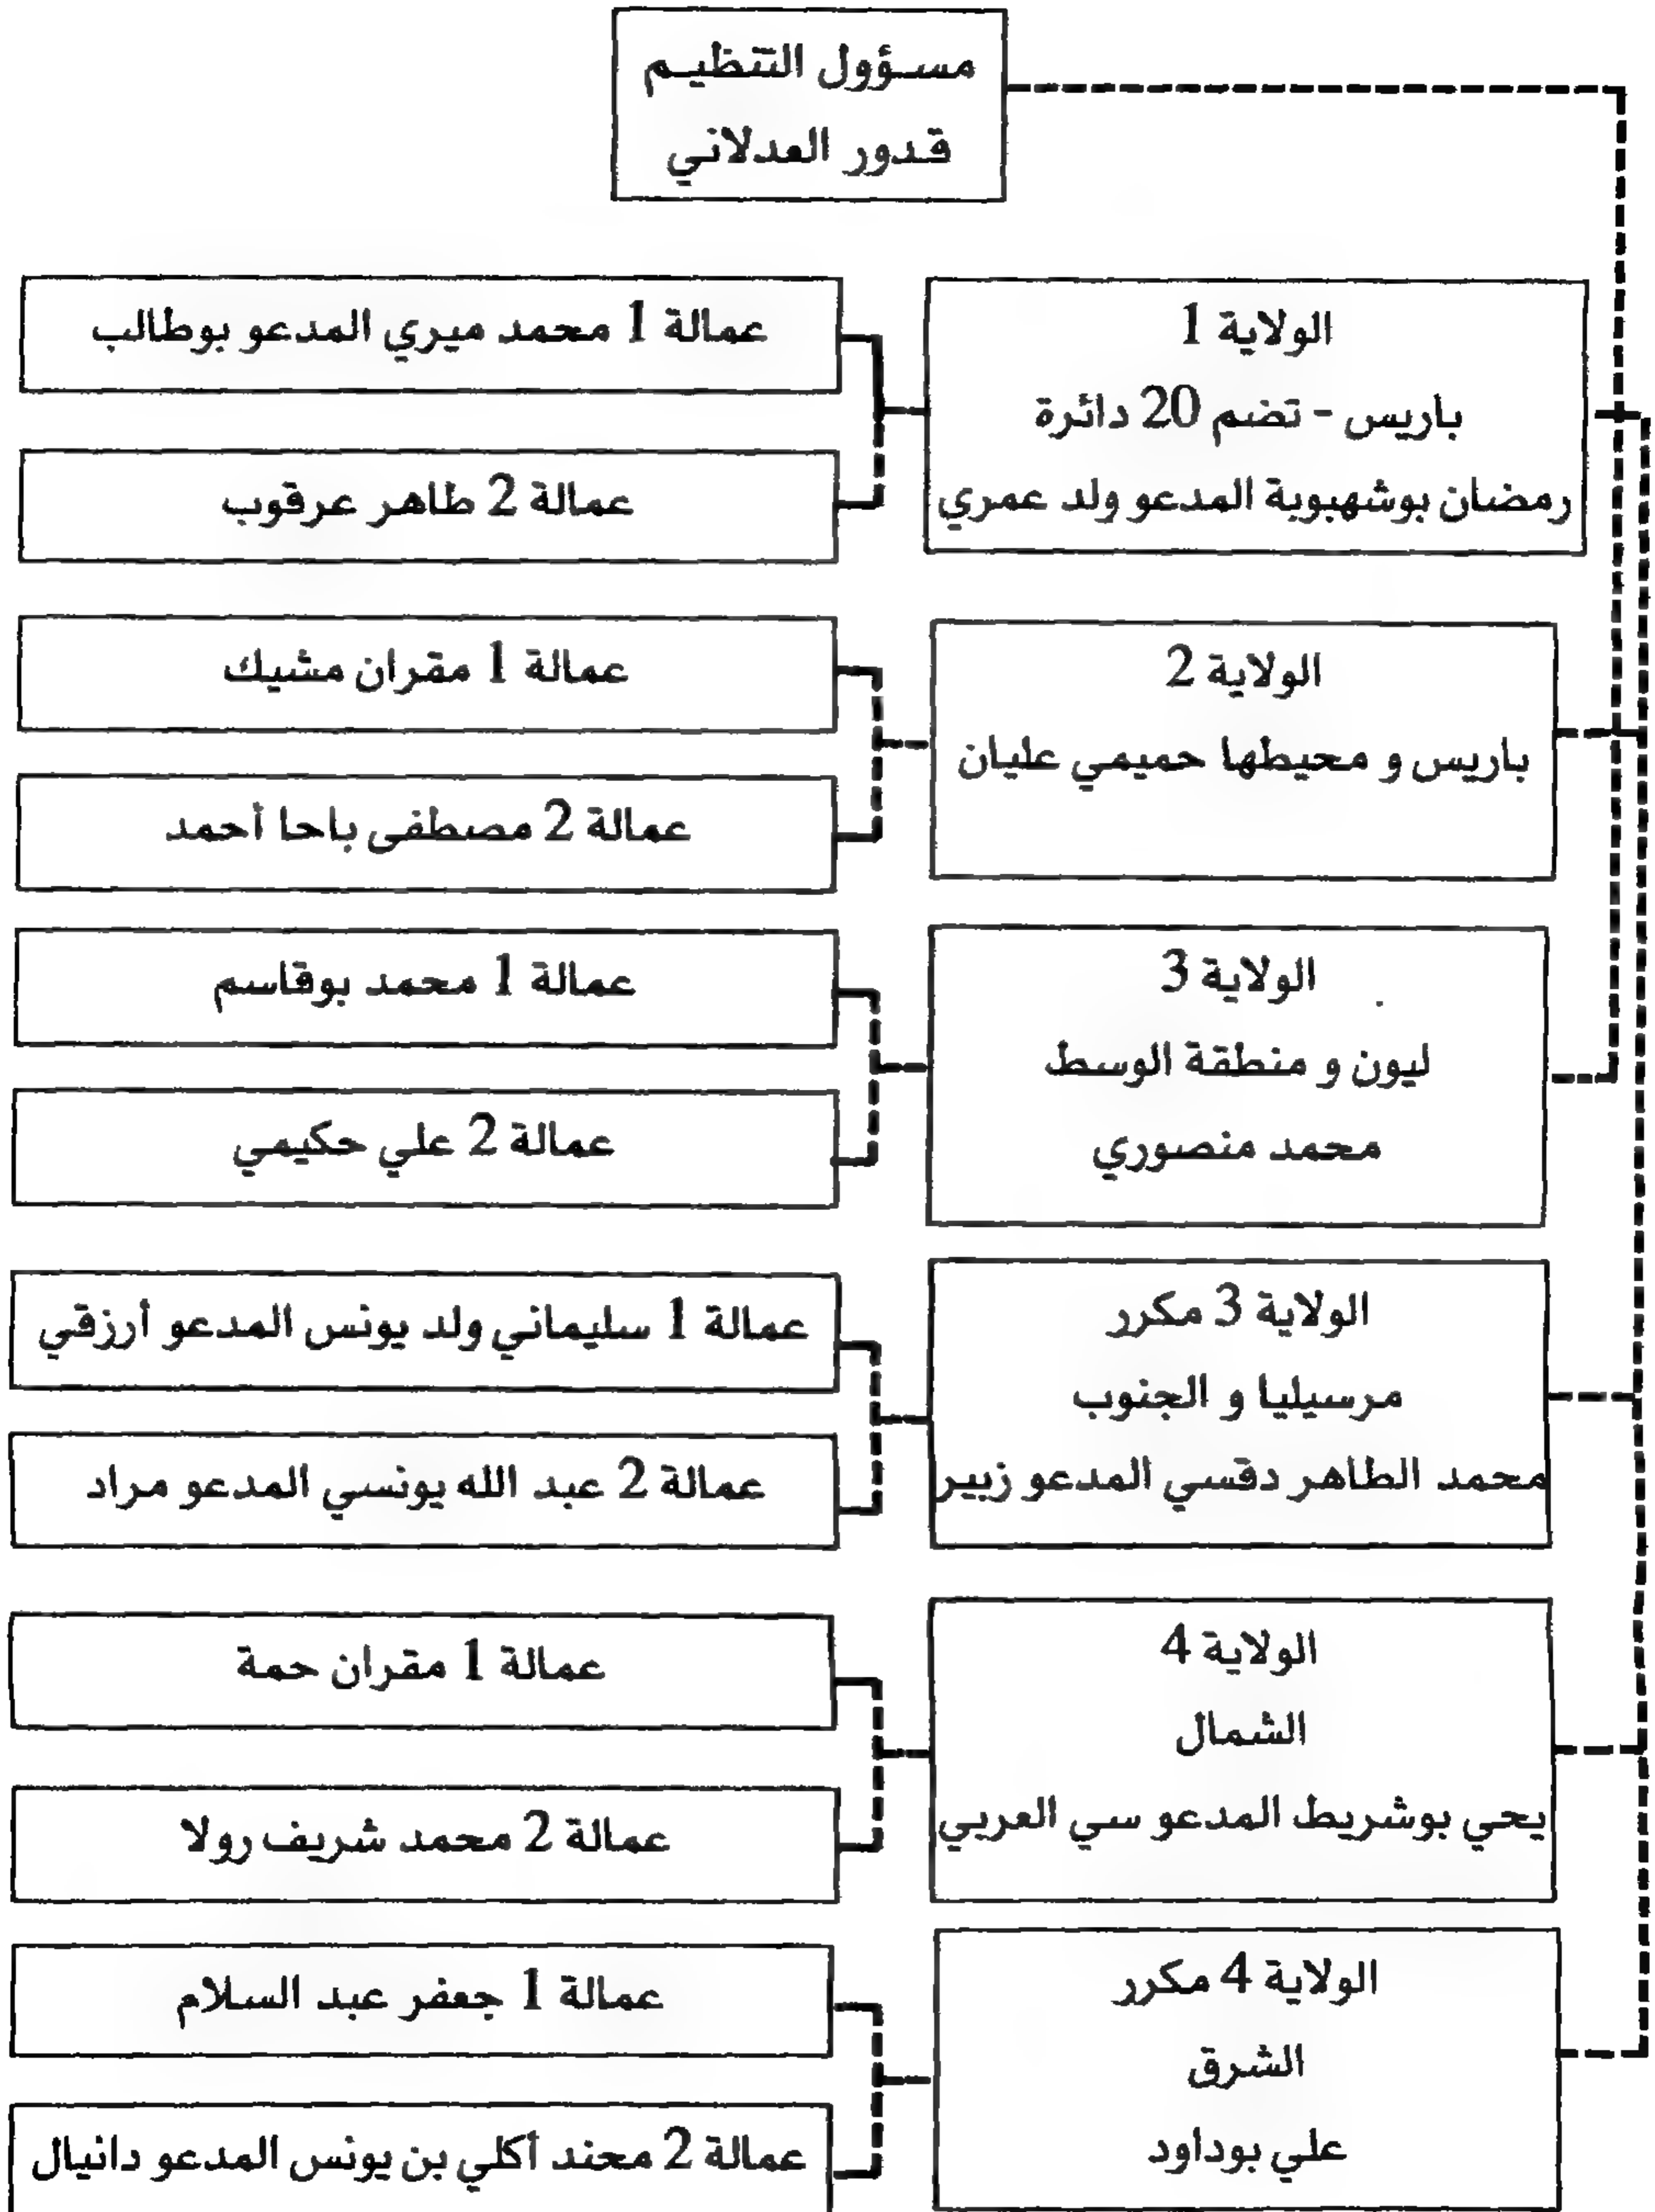 مسؤول التنظيم
قدور العدلاني
الولاية 1
باريس - تضم 20 دائرة
رمضان بوشهبوبة المدعو ولد عمري
عمالة 1 محمد ميري المدعو بوطالب
عمالة 2 طاهر عرقوب
الولاية 2
باريس و محيطها حميمي عليان
عمالة 1 مقران مشيك
عمالة 2 مصطفى باحا أحمد
الولاية 3
ليون و منطقة الوسط
محمد منصوري
عمالة 1 محمد بوقاسم
عمالة 2 علي حكيمي
الولاية 3 مكرر
مرسيليا و الجنوب
محمد الطاهر دقسي المدعو زبير
عمالة 1 سليماني ولد يونس المدعو أرزقي
عمالة 2 عبد الله يونسي المدعو مراد
الولاية 4
الشمال
يحي بوشريط المدعو سي العربي
عمالة 1 مقران حمة
عمالة 2 محمد شريف رولا
الولاية 4 مكرر
الشرق
علي بوداود
عمالة 1 جعفر عبد السلام
عمالة 2 محند أكلي بن يونس المدعو دانيال